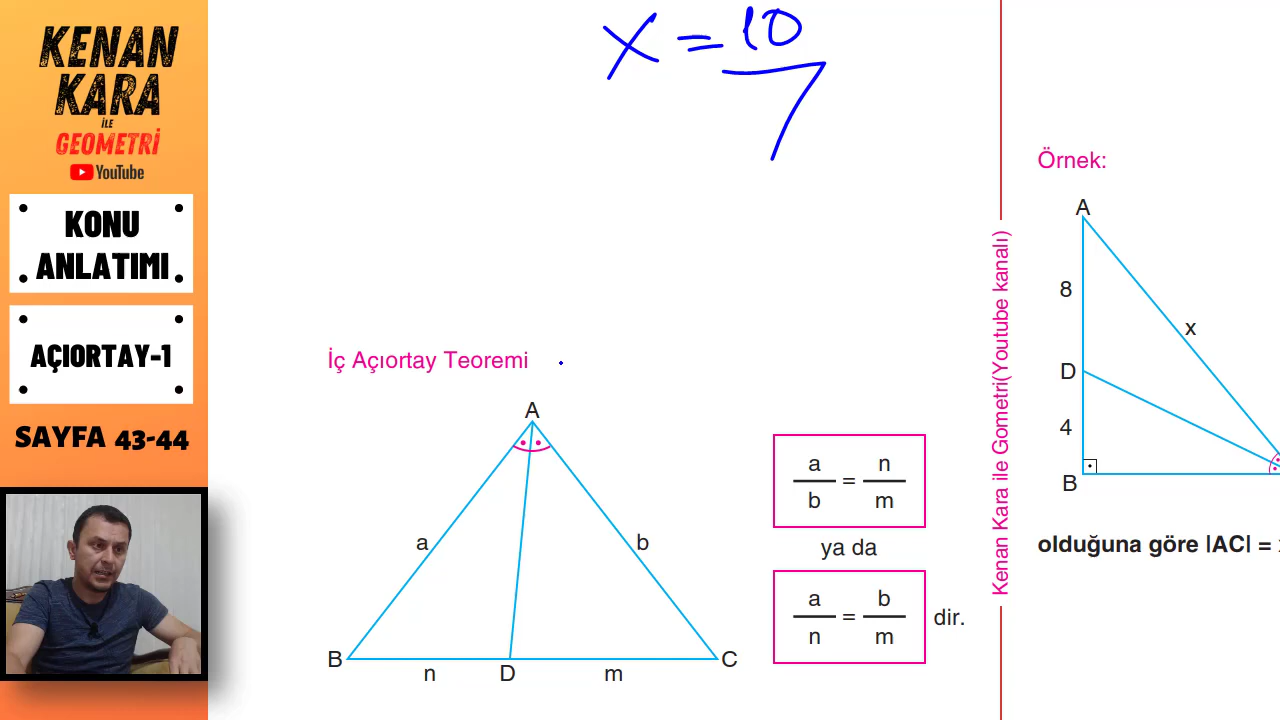 KENAN
KARA
İLE
GEOMETRİ
YouTube
KONU
ANLATIMI
AÇIORTAY-1
SAYFA 43-44
x = 10
7
İç Açıortay Teoremi
A
a
b
B
n
D
m
C
a
b
=
n
m
ya da
a
n
=
b
m
dir.
Kenan Kara ile Gometri(Youtube kanalı)
Örnek:
A
8
x
D
4
B
olduğuna göre |AC| =